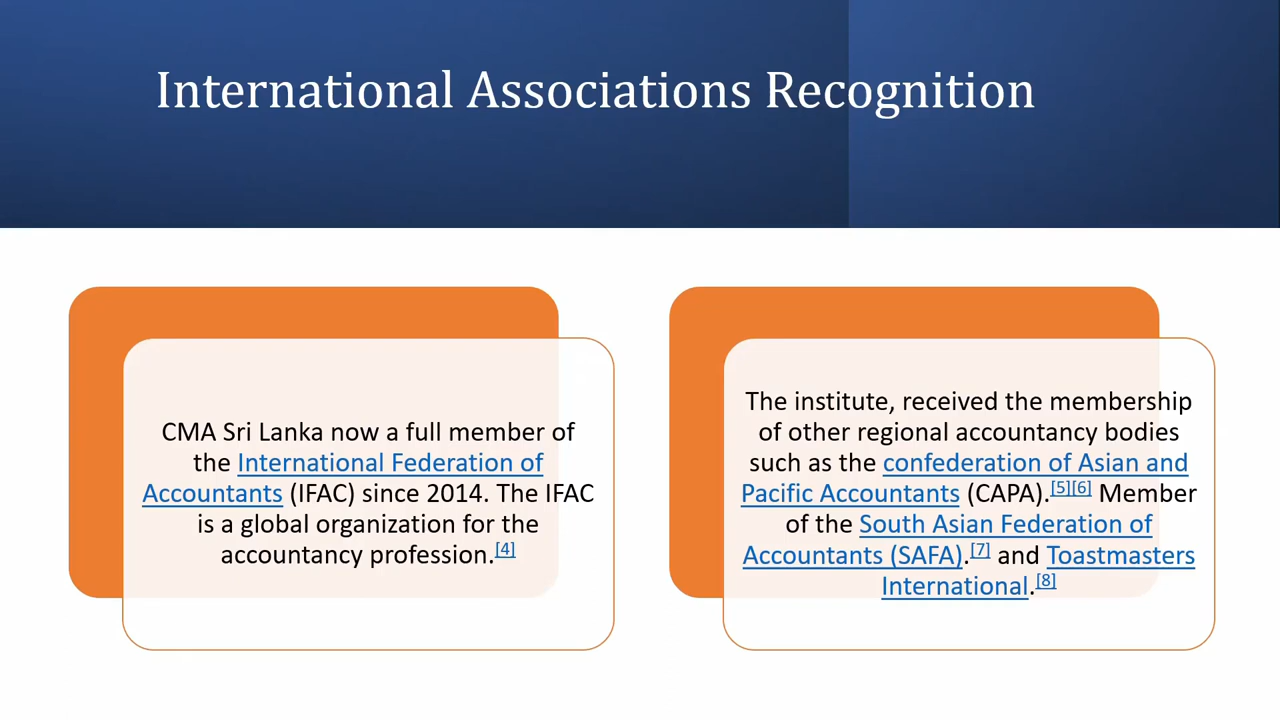 International Associations Recognition
CMA Sri Lanka now a full member of
the International Federation of
Accountants (IFAC) since 2014. The IFAC
is a global organization for the
accountancy profession.[4]
The institute, received the membership
of other regional accountancy bodies
such as the confederation of Asian and
Pacific Accountants (CAPA).[5][6] Member
of the South Asian Federation of
Accountants (SAFA).[7] and Toastmasters
International.[8]